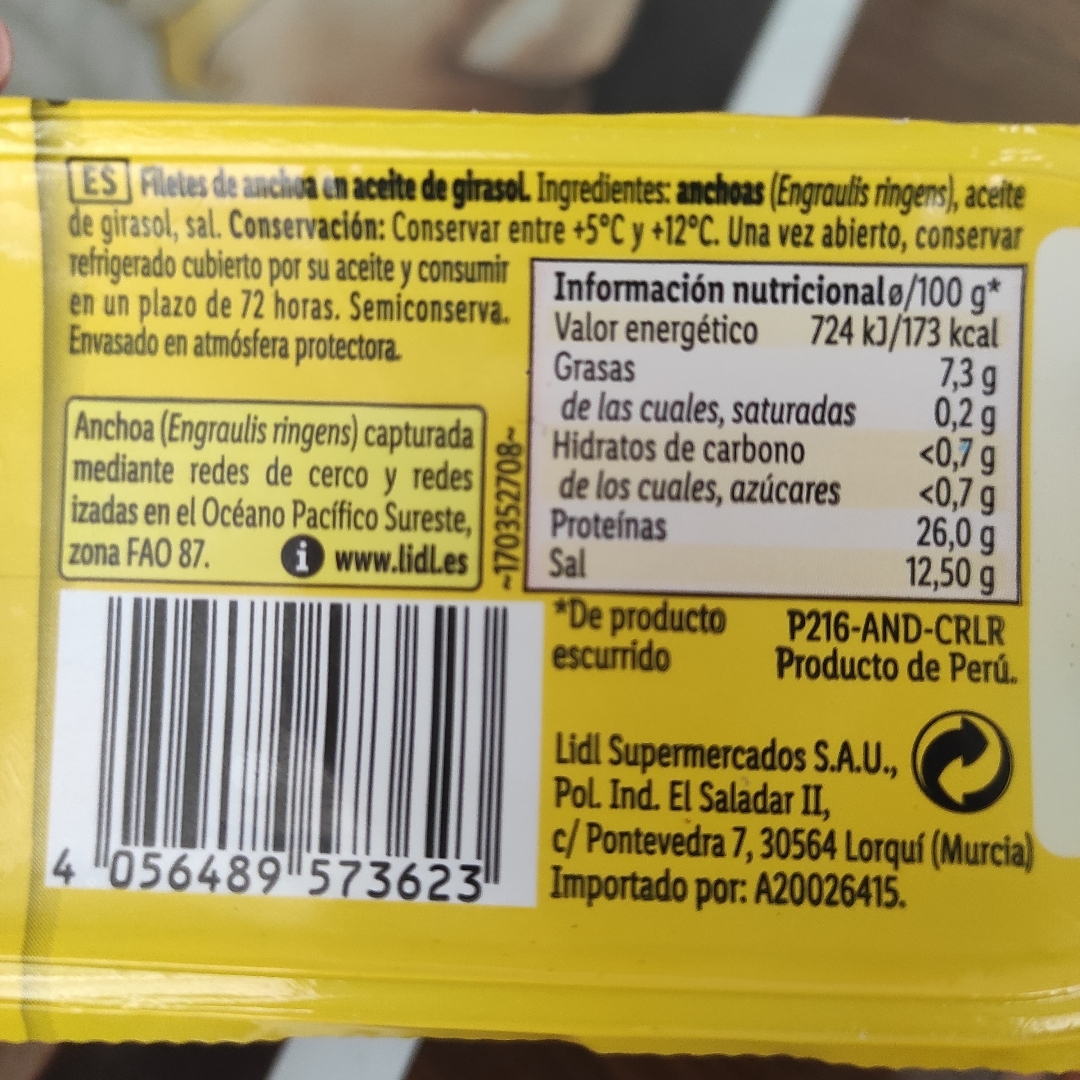 ES Filetes de anchoa en aceite de girasol. Ingredientes: anchoas (Engraulis ringens), aceite
de girasol, sal. Conservación: Conservar entre +5°C y +12°C. Una vez abierto, conservar
refrigerado cubierto por su aceite y consumir
en un plazo de 72 horas. Semiconserva.
Envasado en atmósfera protectora.
Anchoa (Engraulis ringens) capturada
mediante redes de cerco y redes
izadas en el Océano Pacífico Sureste,
zona FAO 87. i www.lidl.es
~1703352708~
Información nutricional ø/100 g*
Valor energético 724 kJ/173 kcal
Grasas 7,3 g
de las cuales, saturadas 0,2 g
Hidratos de carbono <0,7 g
de los cuales, azúcares <0,7 g
Proteínas 26,0 g
Sal 12,50 g
*De producto
escurrido
P216-AND-CRLR
Producto de Perú.
Lidl Supermercados S.A.U.,
Pol. Ind. El Saladar II,
c/ Pontevedra 7, 30564 Lorquí (Murcia)
Importado por: A20026415.
4 056489 573623